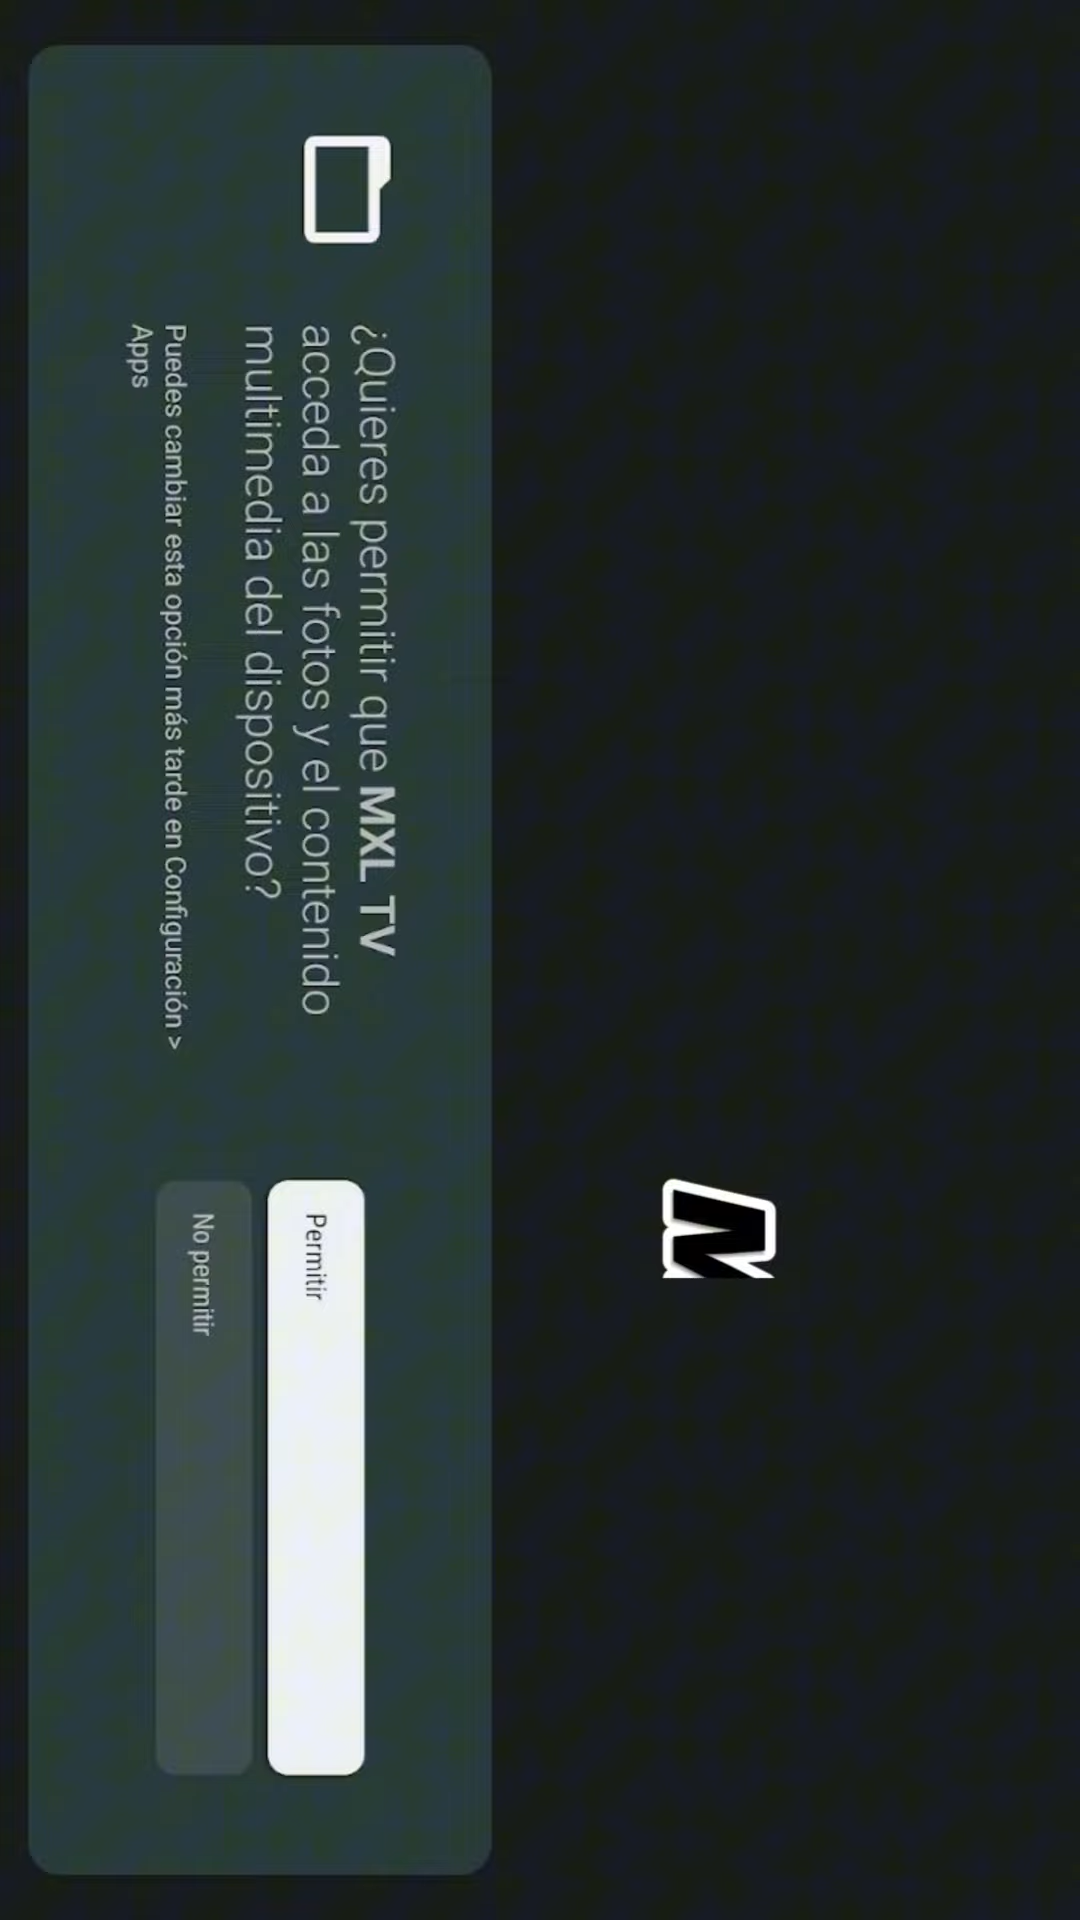 ¿Quieres permitir que MXL TV
acceda a las fotos y el contenido
multimedia del dispositivo?
Puedes cambiar esta opción más tarde en Configuración >
Apps
Permitir
No permitir